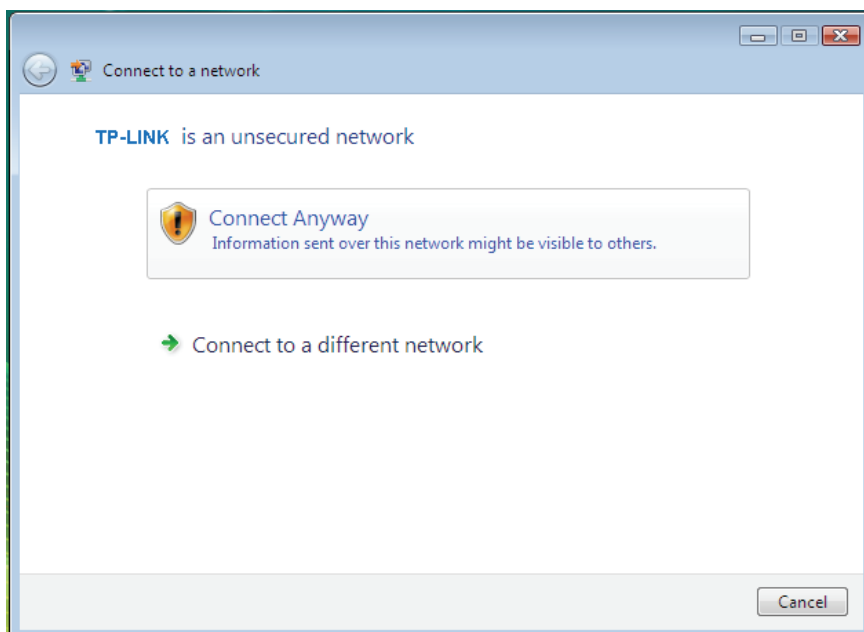 Connect to a network
TP-LINK is an unsecured network
Connect Anyway
Information sent over this network might be visible to others.
Connect to a different network
Cancel